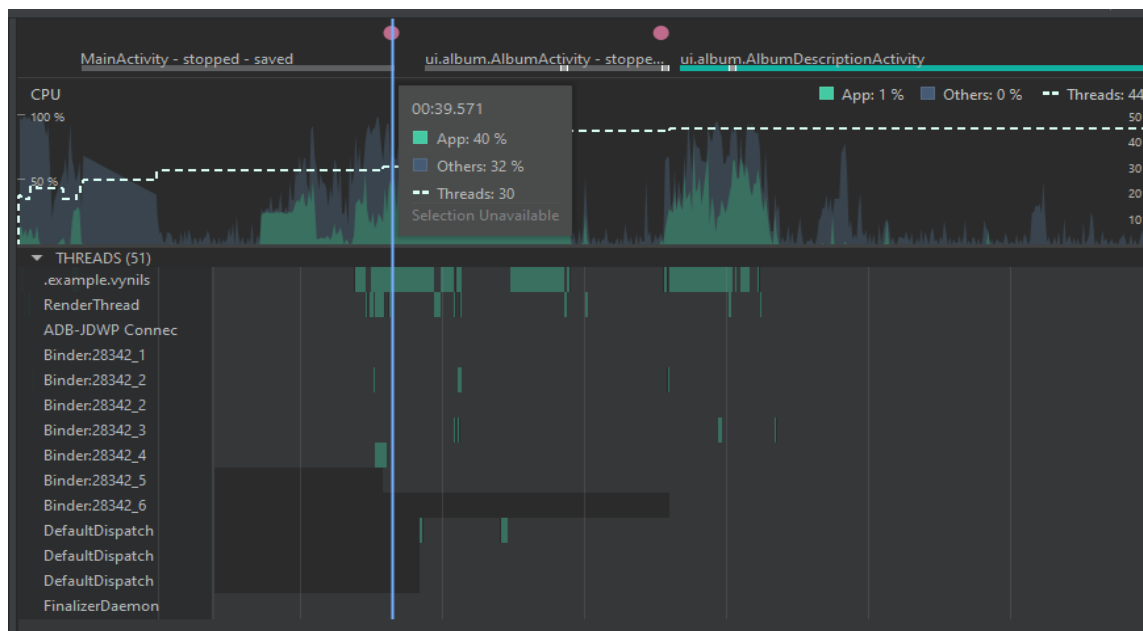 MainActivity - stopped - saved
ui.album.AlbumActivity - stoppe...
ui.album.AlbumDescriptionActivity
CPU
App: 1 %
Others: 0 %
Threads: 44
100 %
50 %
50
40
30
20
10
00:39.571
App: 40 %
Others: 32 %
Threads: 30
Selection Unavailable
THREADS (51)
.example.vynils
RenderThread
ADB-JDWP Connec
Binder:28342_1
Binder:28342_2
Binder:28342_2
Binder:28342_3
Binder:28342_4
Binder:28342_5
Binder:28342_6
DefaultDispatch
DefaultDispatch
DefaultDispatch
FinalizerDaemon